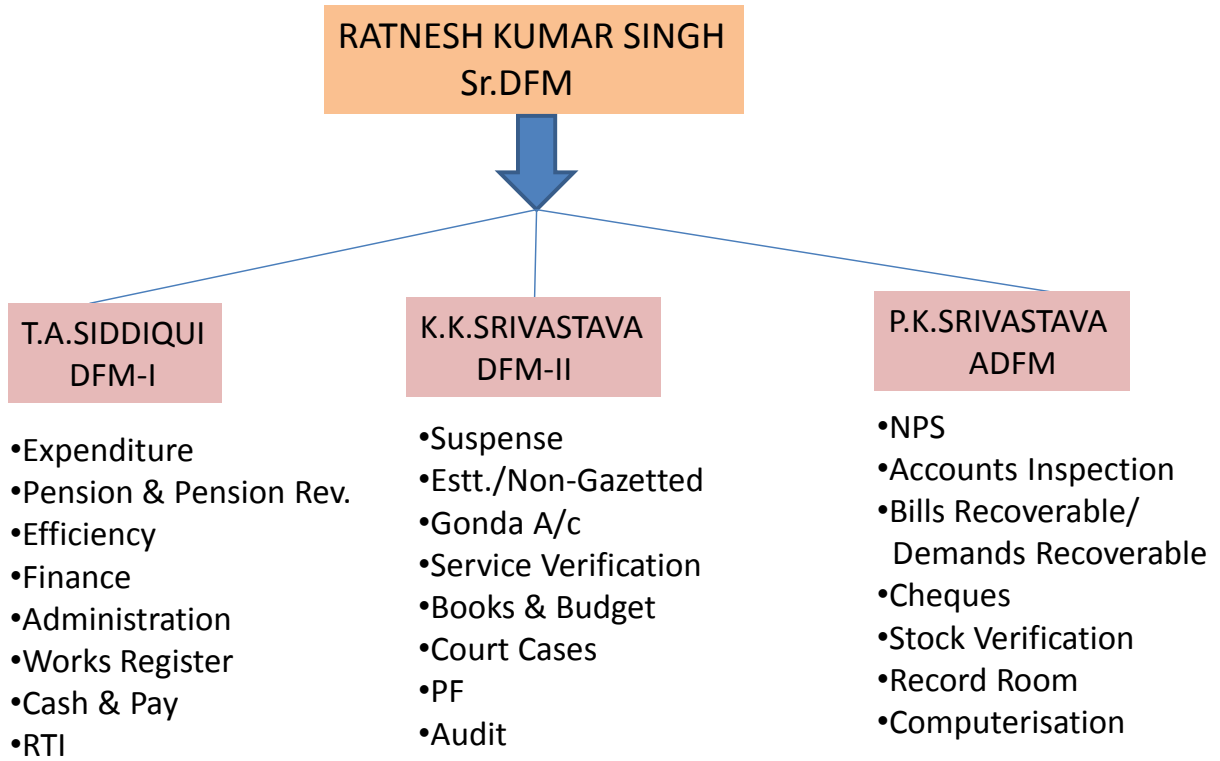 RATNESH KUMAR SINGH
Sr.DFM
T.A.SIDDIQUI
DFM-I
•Expenditure
•Pension & Pension Rev.
•Efficiency
•Finance
•Administration
•Works Register
•Cash & Pay
•RTI
K.K.SRIVASTAVA
DFM-II
•Suspense
•Estt./Non-Gazetted
•Gonda A/c
•Service Verification
•Books & Budget
•Court Cases
•PF
•Audit
P.K.SRIVASTAVA
ADFM
•NPS
•Accounts Inspection
•Bills Recoverable/
Demands Recoverable
•Cheques
•Stock Verification
•Record Room
•Computerisation